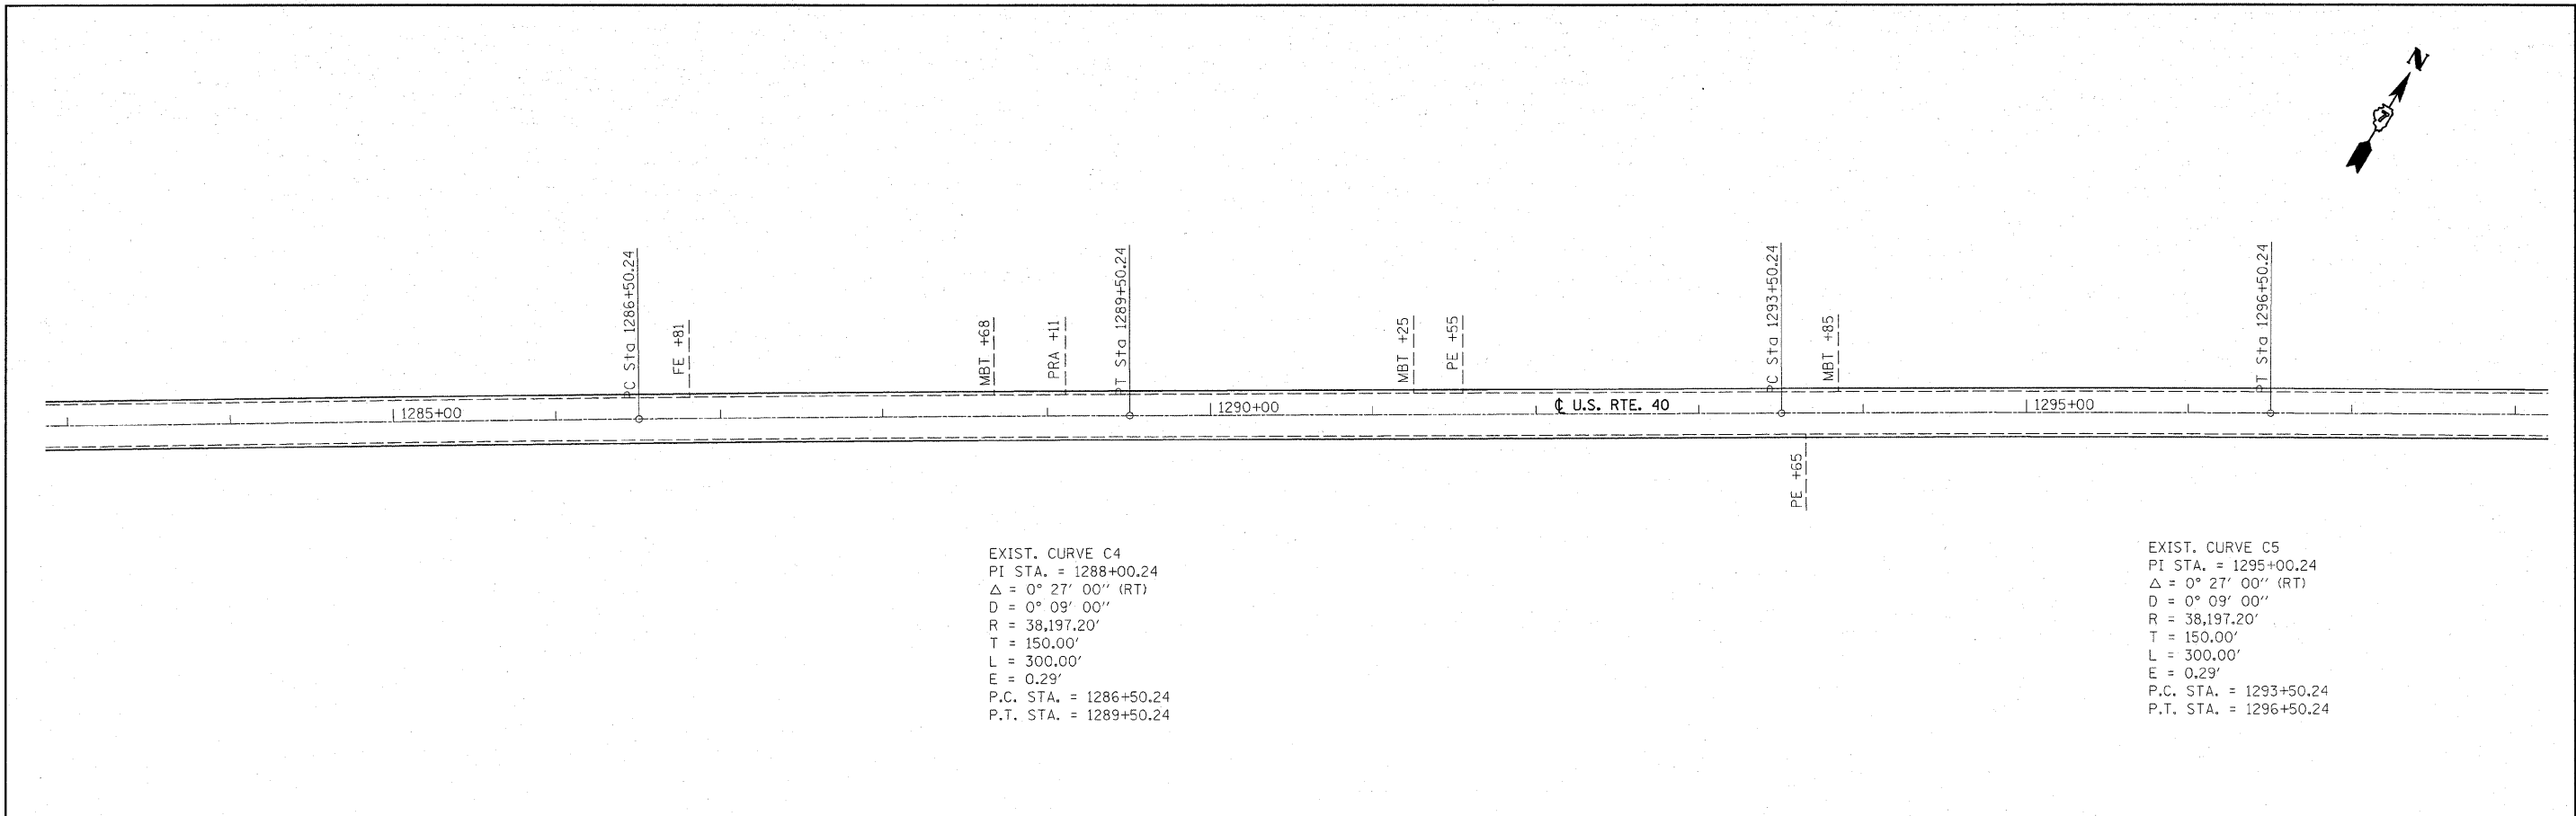 N
PC Sta 1286+50.24
FE +81
MBT +68
PRA +11
PT Sta 1289+50.24
MBT +25
PE +55
PC Sta 1293+50.24
MBT +85
PT Sta 1296+50.24
1285+00
1290+00
℄ U.S. RTE. 40
1295+00
PE +65
EXIST. CURVE C4
PI STA. = 1288+00.24
Δ = 0° 27' 00'' (RT)
D = 0° 09' 00''
R = 38,197.20'
T = 150.00'
L = 300.00'
E = 0.29'
P.C. STA. = 1286+50.24
P.T. STA. = 1289+50.24
EXIST. CURVE C5
PI STA. = 1295+00.24
Δ = 0° 27' 00'' (RT)
D = 0° 09' 00''
R = 38,197.20'
T = 150.00'
L = 300.00'
E = 0.29'
P.C. STA. = 1293+50.24
P.T. STA. = 1296+50.24